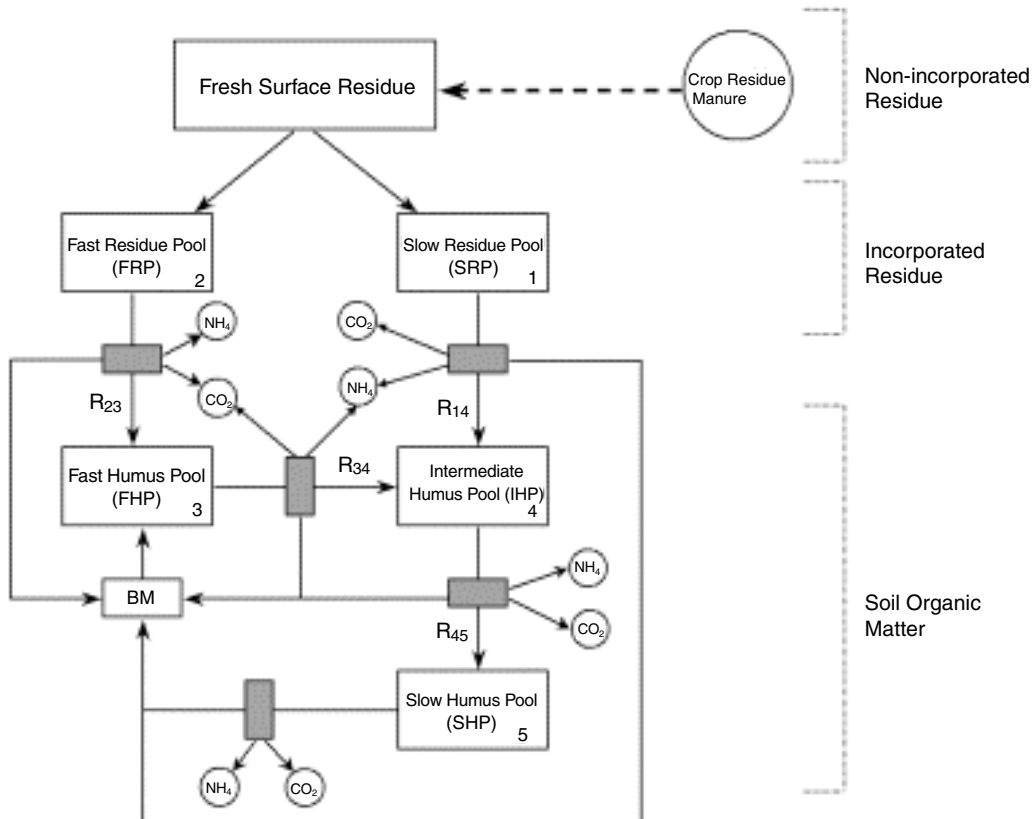 Fresh Surface Residue
Crop Residue
Manure
Non-incorporated
Residue
Fast Residue Pool
(FRP)
2
Slow Residue Pool
(SRP)
1
Incorporated
Residue
NH₄
CO₂
CO₂
NH₄
R₂₃
R₁₄
Fast Humus Pool
(FHP)
3
R₃₄
Intermediate
Humus Pool (IHP)
4
BM
NH₄
CO₂
R₄₅
Soil Organic
Matter
Slow Humus Pool
(SHP)
5
NH₄
CO₂